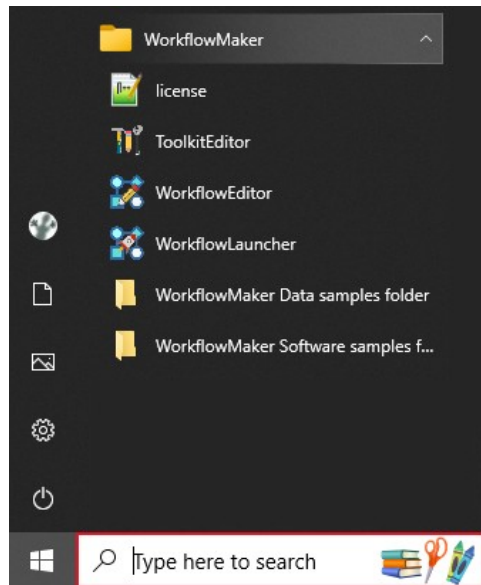 WorkflowMaker
license
ToolkitEditor
WorkflowEditor
WorkflowLauncher
WorkflowMaker Data samples folder
WorkflowMaker Software samples f...
Type here to search